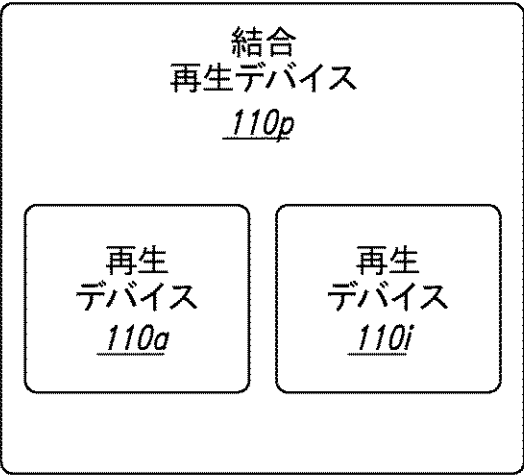 結合
再生デバイス
110p
再生
デバイス
110a
再生
デバイス
110i